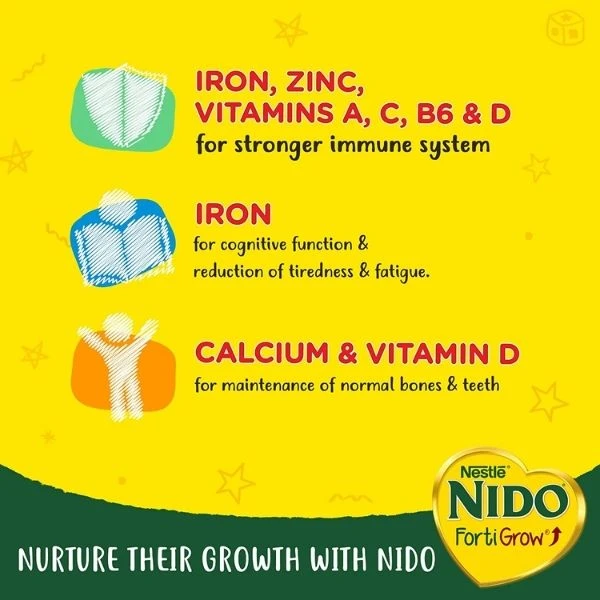 IRON, ZINC,
VITAMINS A, C, B6 & D
for stronger immune system
IRON
for cognitive function &
reduction of tiredness & fatigue.
CALCIUM & VITAMIN D
for maintenance of normal bones & teeth
Nestlé®
NIDO®
FortiGrow®
NURTURE THEIR GROWTH WITH NIDO